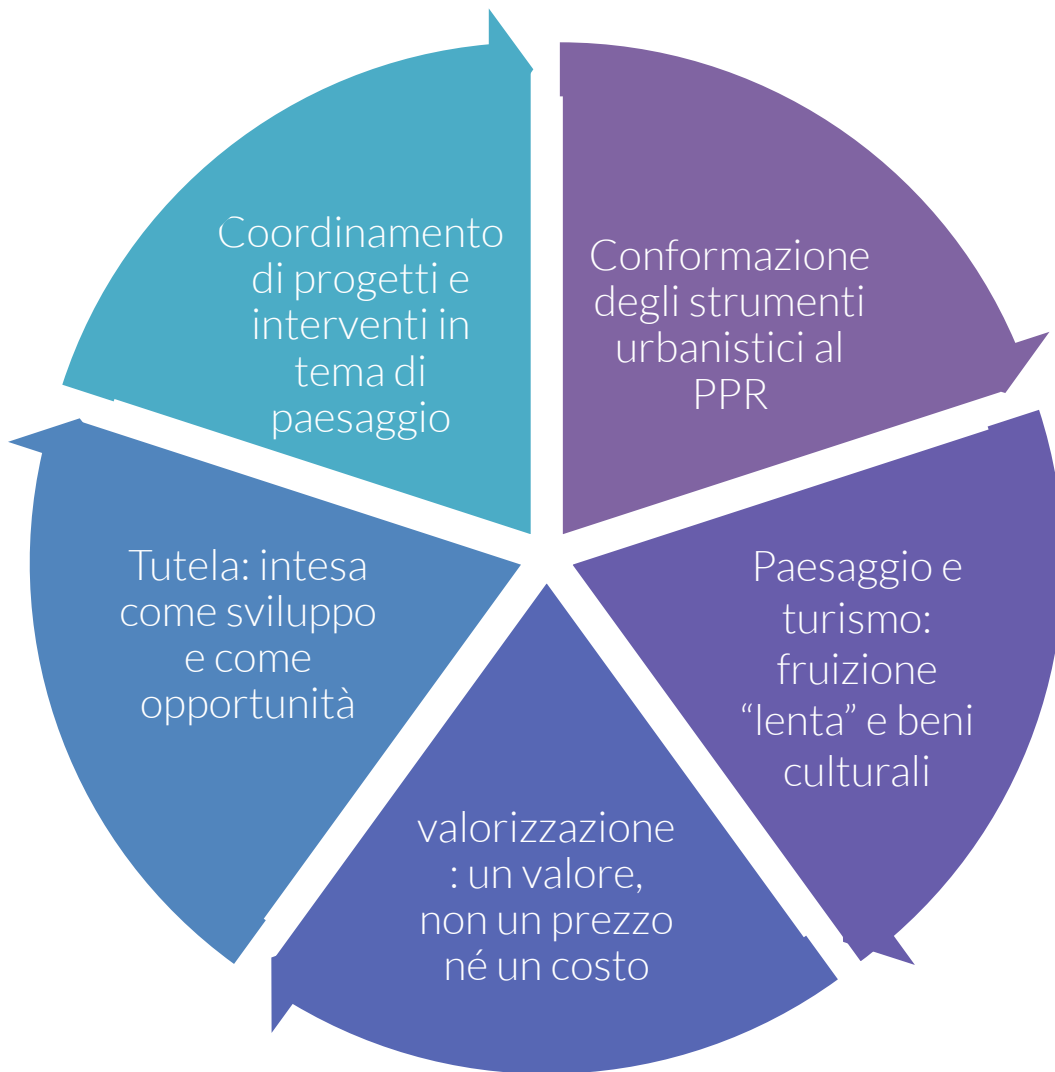 Coordinamento
di progetti e
interventi in
tema di
paesaggio
Conformazione
degli strumenti
urbanistici al
PPR
Paesaggio e
turismo:
fruizione
“lenta” e beni
culturali
valorizzazione
: un valore,
non un prezzo
né un costo
Tutela: intesa
come sviluppo
e come
opportunità